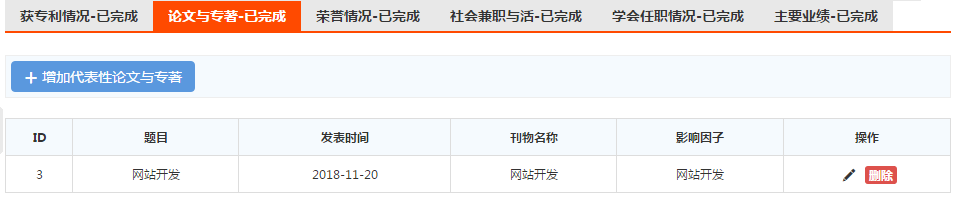 获专利情况-已完成 论文与专著-已完成 荣誉情况-已完成 社会兼职与活-已完成 学会任职情况-已完成 主要业绩-已完成
+ 增加代表性论文与专著
ID 题目 发表时间 刊物名称 影响因子 操作
3 网站开发 2018-11-20 网站开发 网站开发 删除